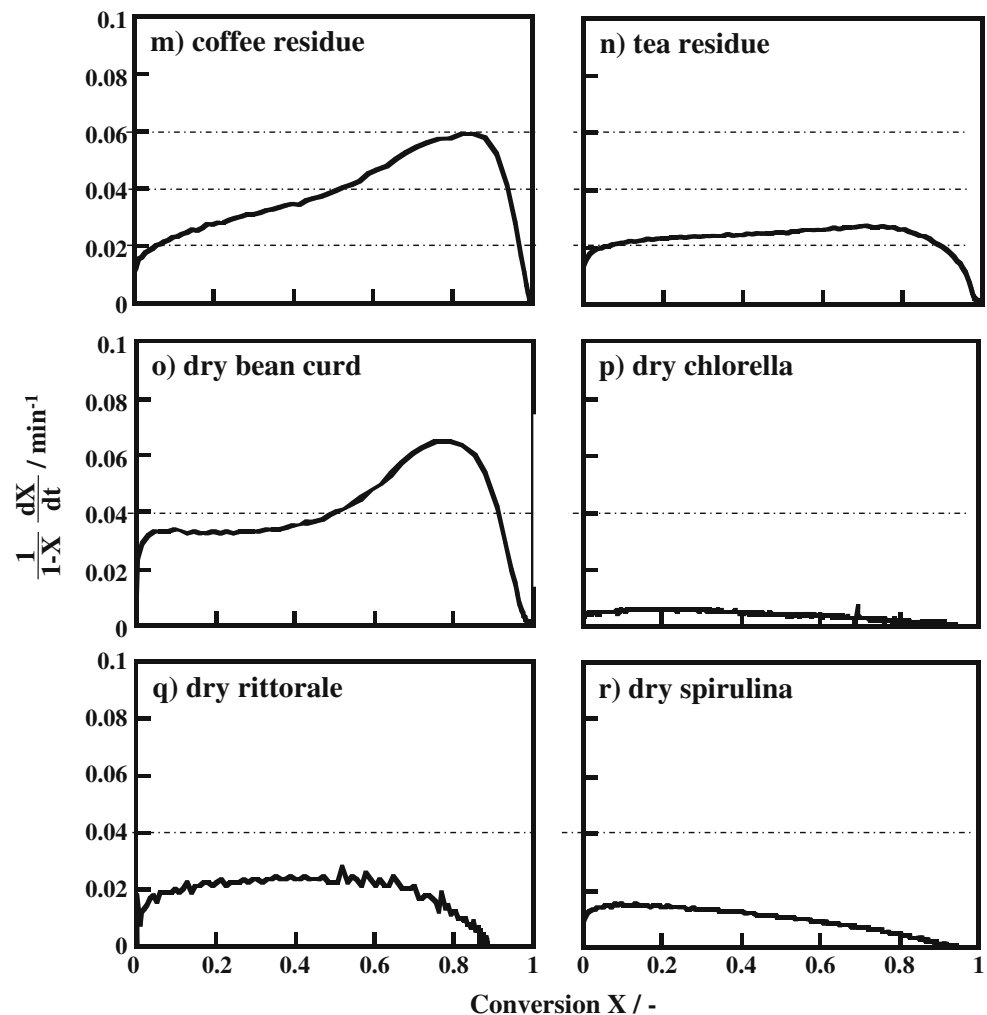 0.1
m) coffee residue
n) tea residue
0.08
0.06
0.04
0.02
0
0.1
o) dry bean curd
p) dry chlorella
0.08
0.06
0.04
0.02
0
1
1-X
dX
dt
/ min-1
0.1
q) dry rittorale
r) dry spirulina
0.08
0.06
0.04
0.02
0
0 0.2 0.4 0.6 0.8 1
0 0.2 0.4 0.6 0.8 1
Conversion X / -